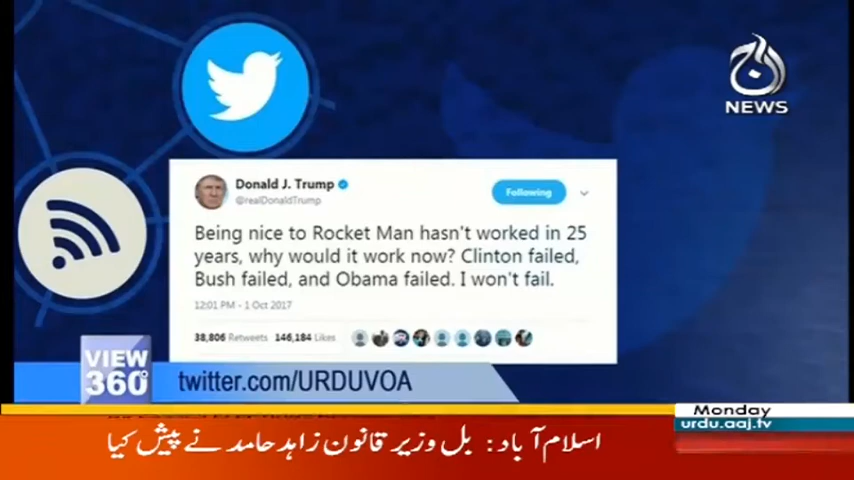 آج
NEWS
Donald J. Trump
@realDonaldTrump
Following
Being nice to Rocket Man hasn't worked in 25
years, why would it work now? Clinton failed,
Bush failed, and Obama failed. I won't fail.
12:01 PM - 1 Oct 2017
38,806 Retweets 146,184 Likes
VIEW
360°
twitter.com/URDUVOA
Monday
urdu.aaj.tv
اسلام آباد: بل وزیر قانون زاہد حامد نے پیش کیا